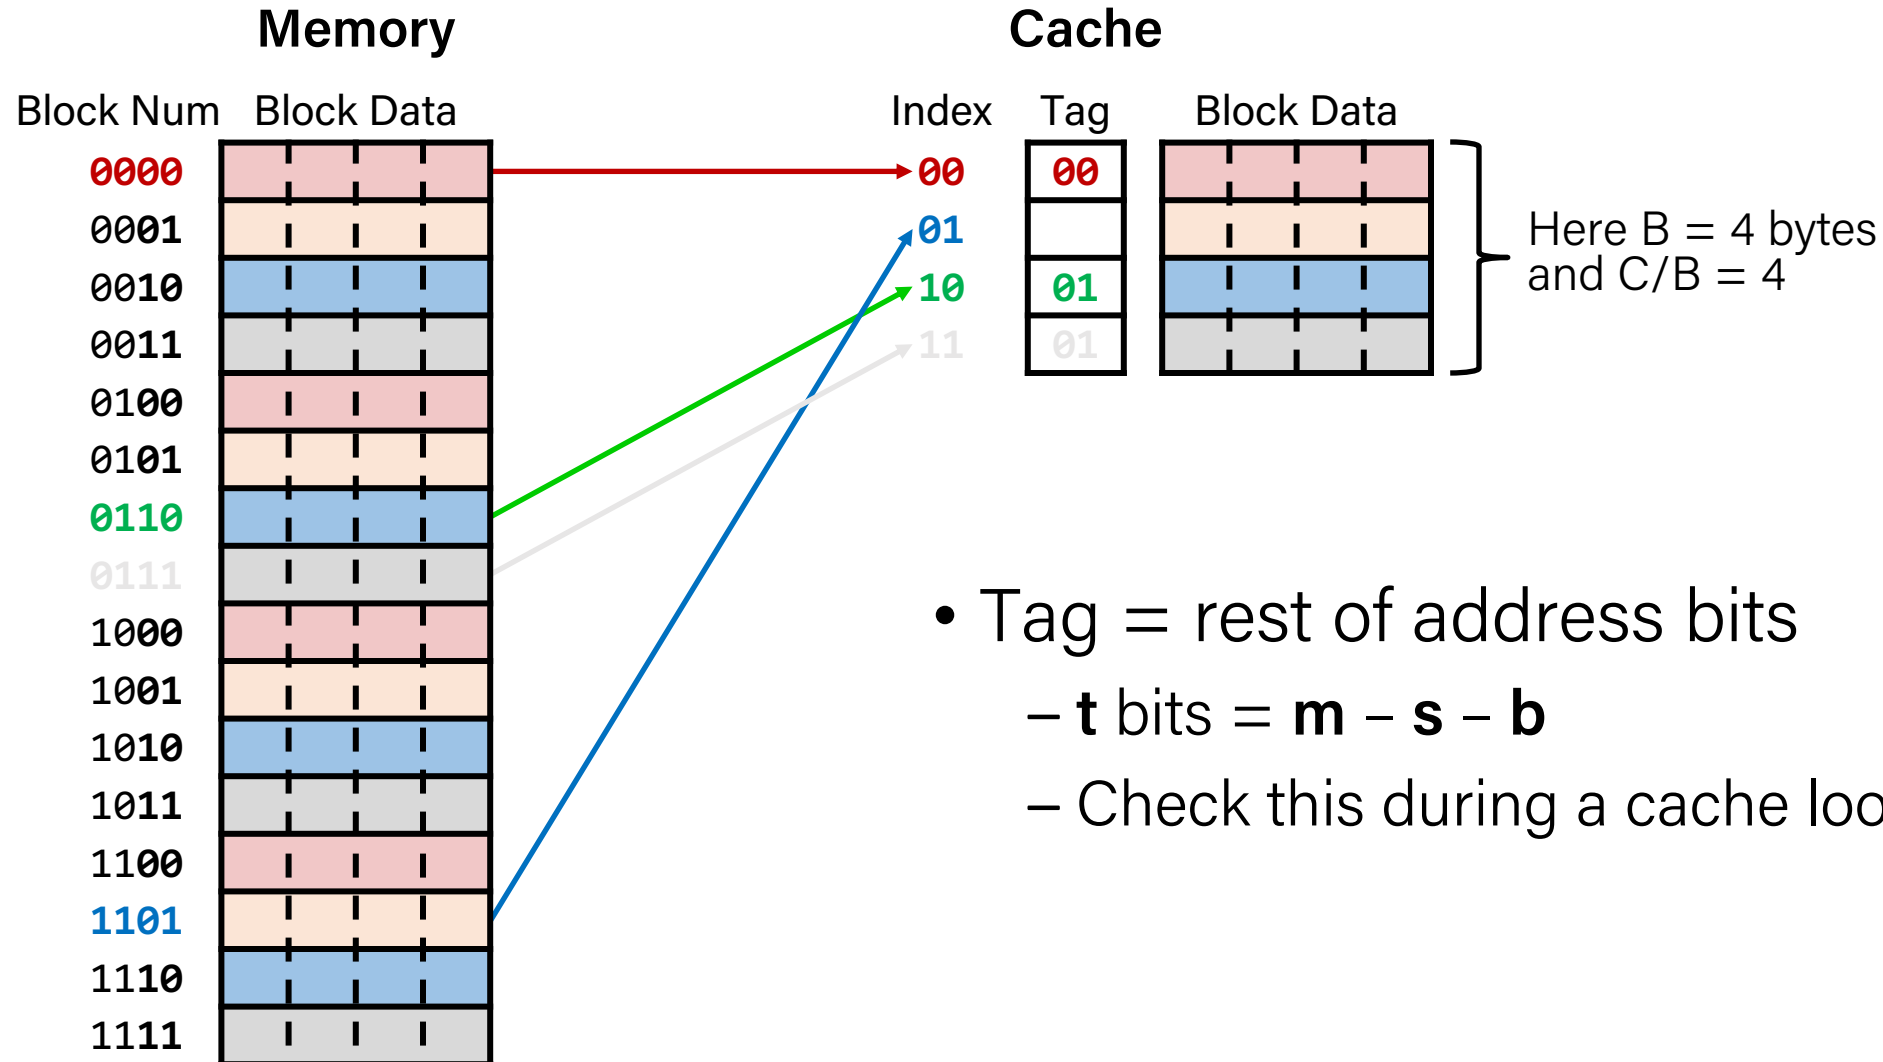 Memory
Cache
Block Num Block Data
Index Tag Block Data
0000
0001
0010
0011
0100
0101
0110
0111
1000
1001
1010
1011
1100
1101
1110
1111
00 00
01
10 01
11 01
Here B = 4 bytes
and C/B = 4
• Tag = rest of address bits
– t bits = m – s – b
– Check this during a cache loo